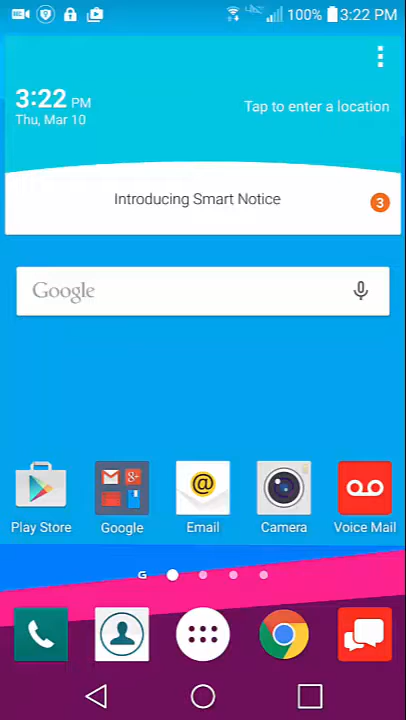 100% 3:22 PM
3:22 PM
Thu, Mar 10
Tap to enter a location
Introducing Smart Notice
3
Google
Play Store
Google
Email
Camera
Voice Mail
G